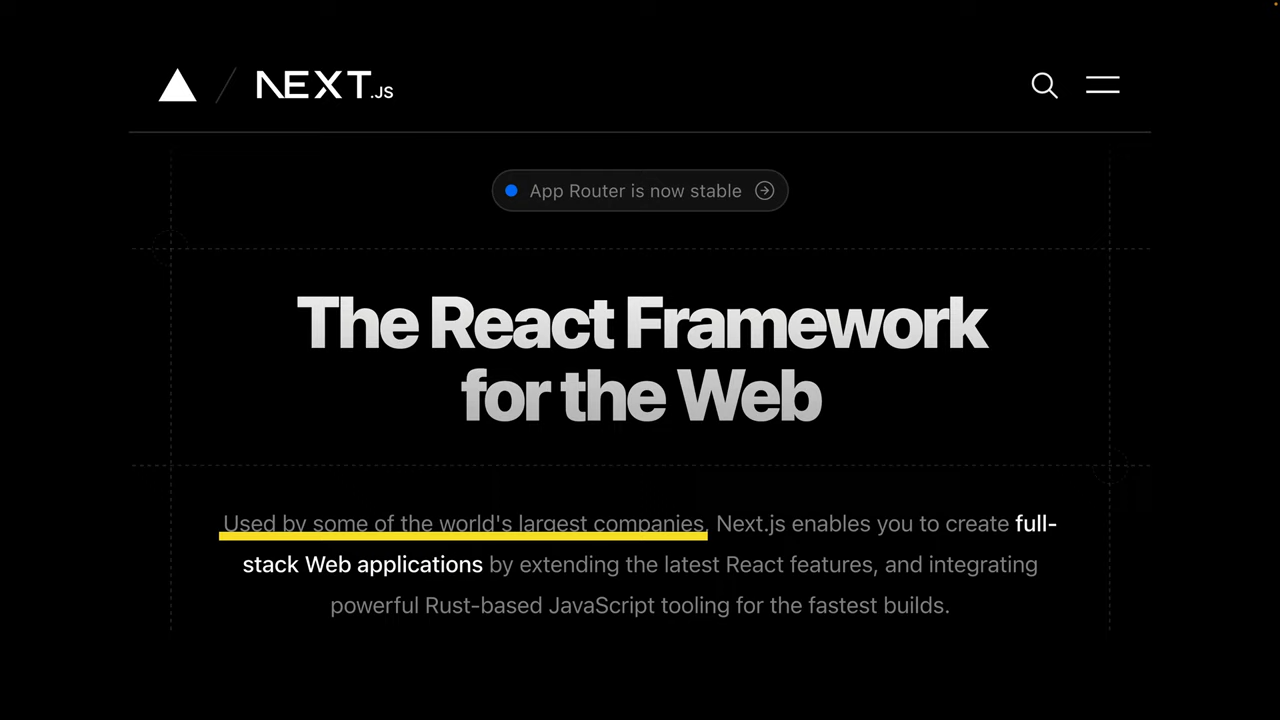 NEXT.JS
App Router is now stable
The React Framework
for the Web
Used by some of the world's largest companies, Next.js enables you to create full-
stack Web applications by extending the latest React features, and integrating
powerful Rust-based JavaScript tooling for the fastest builds.